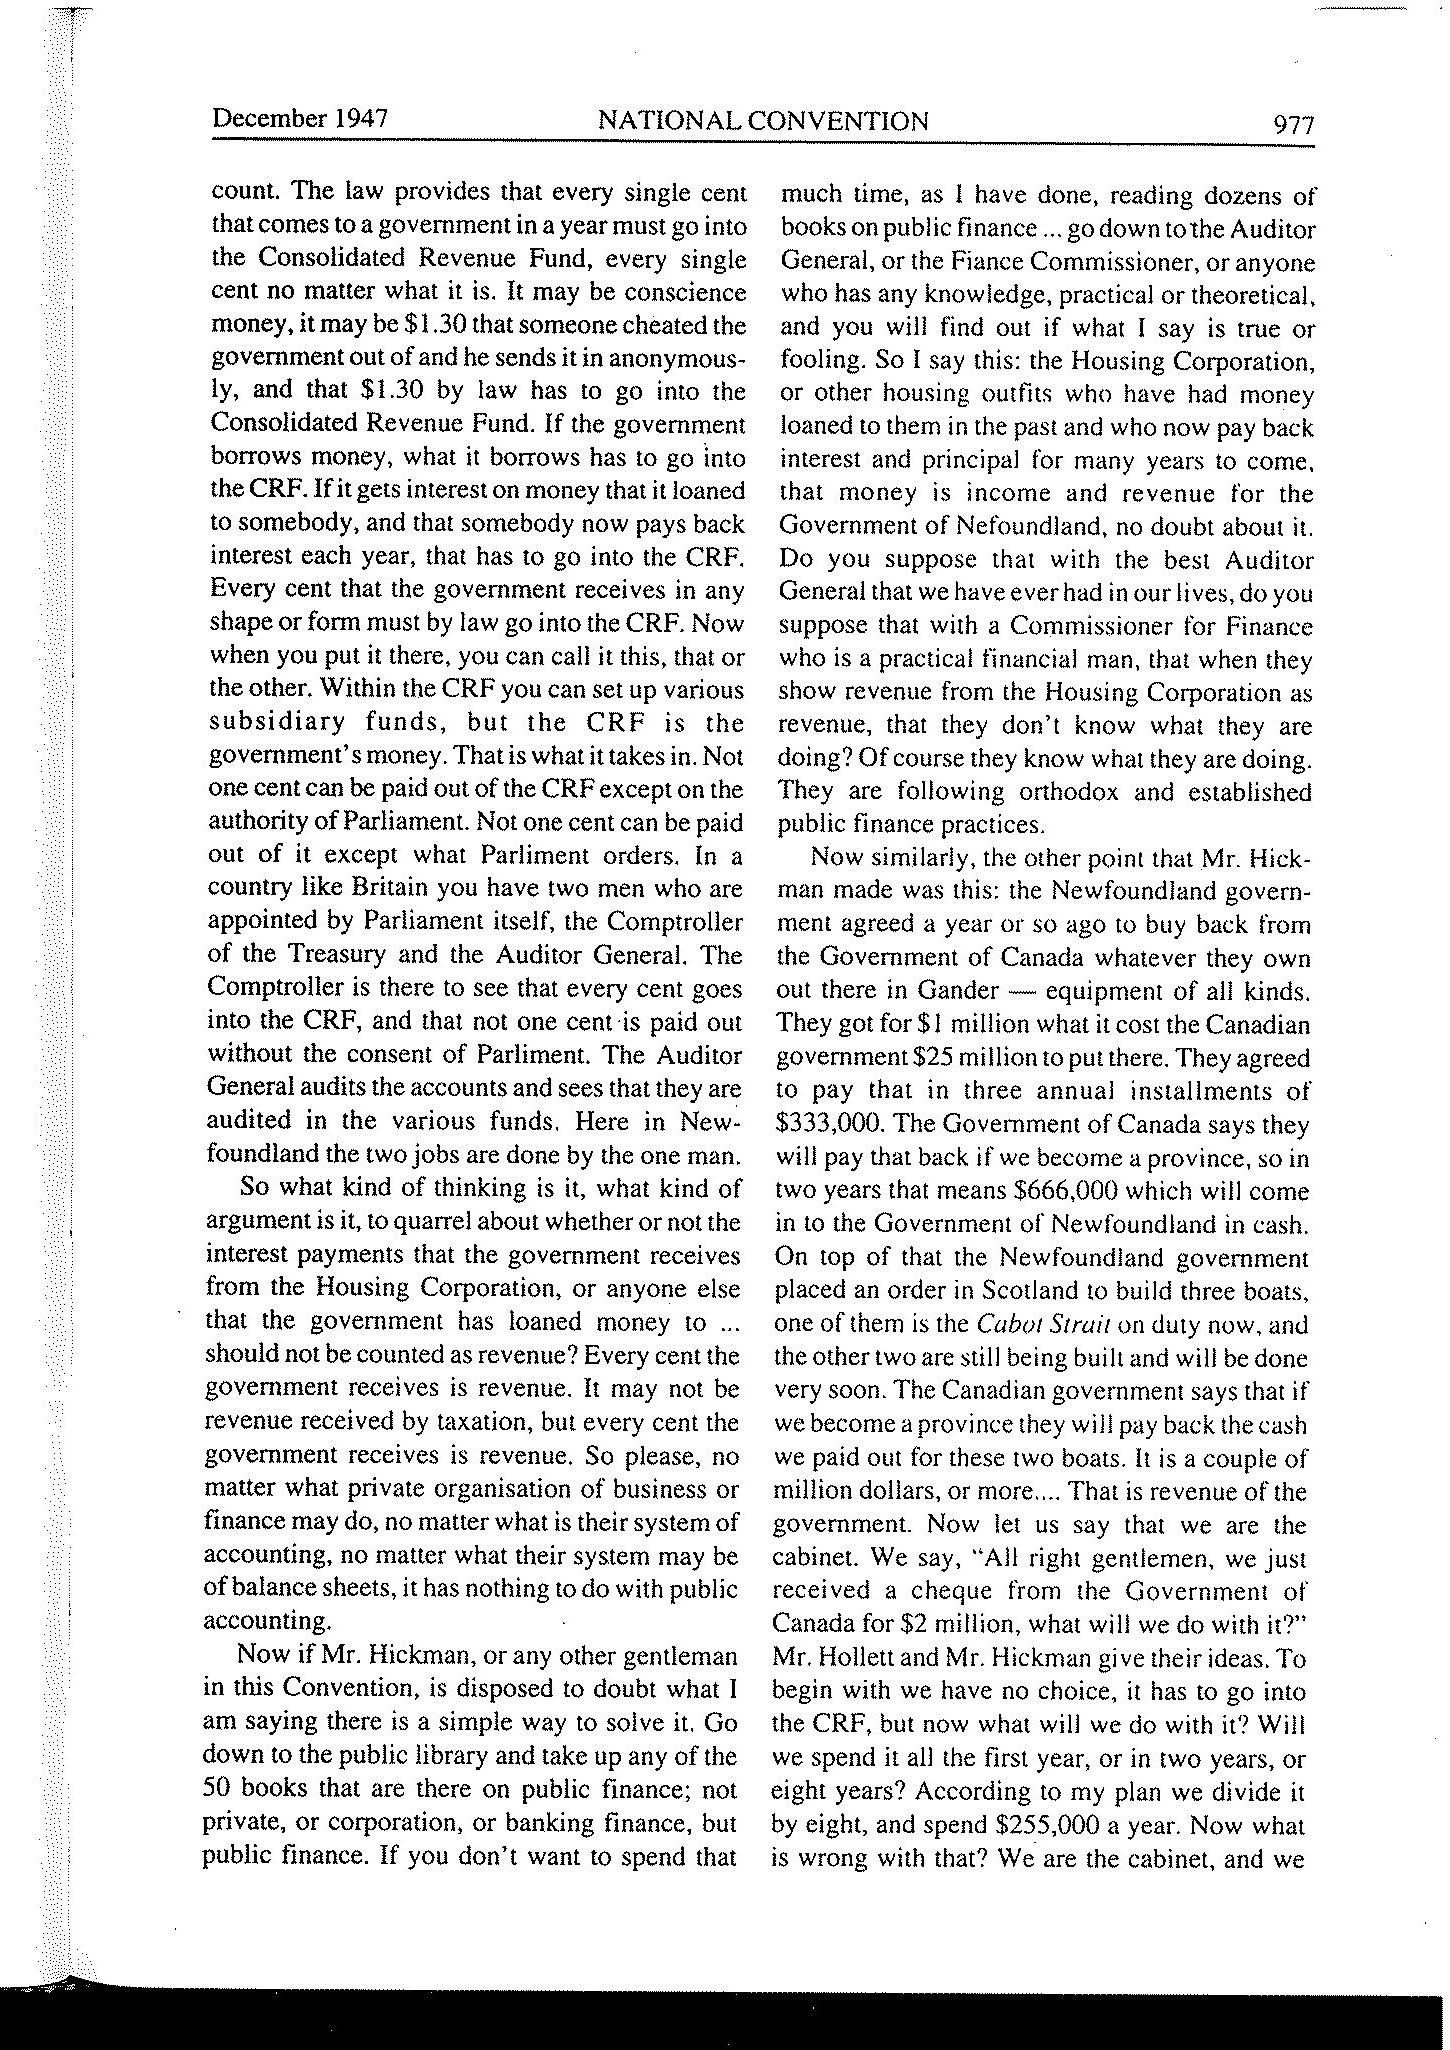 December 1947 NATIONAL CONVENTION 977
count. The law provides that every single cent
that comes to a government in a year must go into
the Consolidated Revenue Fund, every single
cent no matter what it is. It may be conscience
money, it may be $1.30 that someone cheated the
government out of and he sends it in anonymous-
ly, and that $1.30 by law has to go into the
Consolidated Revenue Fund. If the government
borrows money, what it borrows has to go into
the CRF. If it gets interest on money that it loaned
to somebody, and that somebody now pays back
interest each year, that has to go into the CRF.
Every cent that the government receives in any
shape or form must by law go into the CRF. Now
when you put it there, you can call it this, that or
the other. Within the CRF you can set up various
subsidiary funds, but the CRF is the
government's money. That is what it takes in. Not
one cent can be paid out of the CRF except on the
authority of Parliament. Not one cent can be paid
out of it except what Parliment orders. In a
country like Britain you have two men who are
appointed by Parliament itself, the Comptroller
of the Treasury and the Auditor General. The
Comptroller is there to see that every cent goes
into the CRF, and that not one cent is paid out
without the consent of Parliment. The Auditor
General audits the accounts and sees that they are
audited in the various funds. Here in New-
foundland the two jobs are done by the one man.
So what kind of thinking is it, what kind of
argument is it, to quarrel about whether or not the
interest payments that the government receives
from the Housing Corporation, or anyone else
that the government has loaned money to ...
should not be counted as revenue? Every cent the
government receives is revenue. It may not be
revenue received by taxation, but every cent the
government receives is revenue. So please, no
matter what private organisation of business or
finance may do, no matter what is their system of
accounting, no matter what their system may be
of balance sheets, it has nothing to do with public
accounting.
Now if Mr. Hickman, or any other gentleman
in this Convention, is disposed to doubt what I
am saying there is a simple way to solve it. Go
down to the public library and take up any of the
50 books that are there on public finance; not
private, or corporation, or banking finance, but
public finance. If you don't want to spend that
much time, as I have done, reading dozens of
books on public finance ... go down to the Auditor
General, or the Fiance Commissioner, or anyone
who has any knowledge, practical or theoretical,
and you will find out if what I say is true or
fooling. So I say this: the Housing Corporation,
or other housing outfits who have had money
loaned to them in the past and who now pay back
interest and principal for many years to come,
that money is income and revenue for the
Government of Nefoundland, no doubt about it.
Do you suppose that with the best Auditor
General that we have ever had in our lives, do you
suppose that with a Commissioner for Finance
who is a practical financial man, that when they
show revenue from the Housing Corporation as
revenue, that they don't know what they are
doing? Of course they know what they are doing.
They are following orthodox and established
public finance practices.
Now similarly, the other point that Mr. Hick-
man made was this: the Newfoundland govern-
ment agreed a year or so ago to buy back from
the Government of Canada whatever they own
out there in Gander — equipment of all kinds.
They got for $1 million what it cost the Canadian
government $25 million to put there. They agreed
to pay that in three annual installments of
$333,000. The Government of Canada says they
will pay that back if we become a province, so in
two years that means $666,000 which will come
in to the Government of Newfoundland in cash.
On top of that the Newfoundland government
placed an order in Scotland to build three boats,
one of them is the Cabot Strait on duty now, and
the other two are still being built and will be done
very soon. The Canadian government says that if
we become a province they will pay back the cash
we paid out for these two boats. It is a couple of
million dollars, or more.... That is revenue of the
government. Now let us say that we are the
cabinet. We say, "All right gentlemen, we just
received a cheque from the Government of
Canada for $2 million, what will we do with it?"
Mr. Hollett and Mr. Hickman give their ideas. To
begin with we have no choice, it has to go into
the CRF, but now what will we do with it? Will
we spend it all the first year, or in two years, or
eight years? According to my plan we divide it
by eight, and spend $255,000 a year. Now what
is wrong with that? We are the cabinet, and we